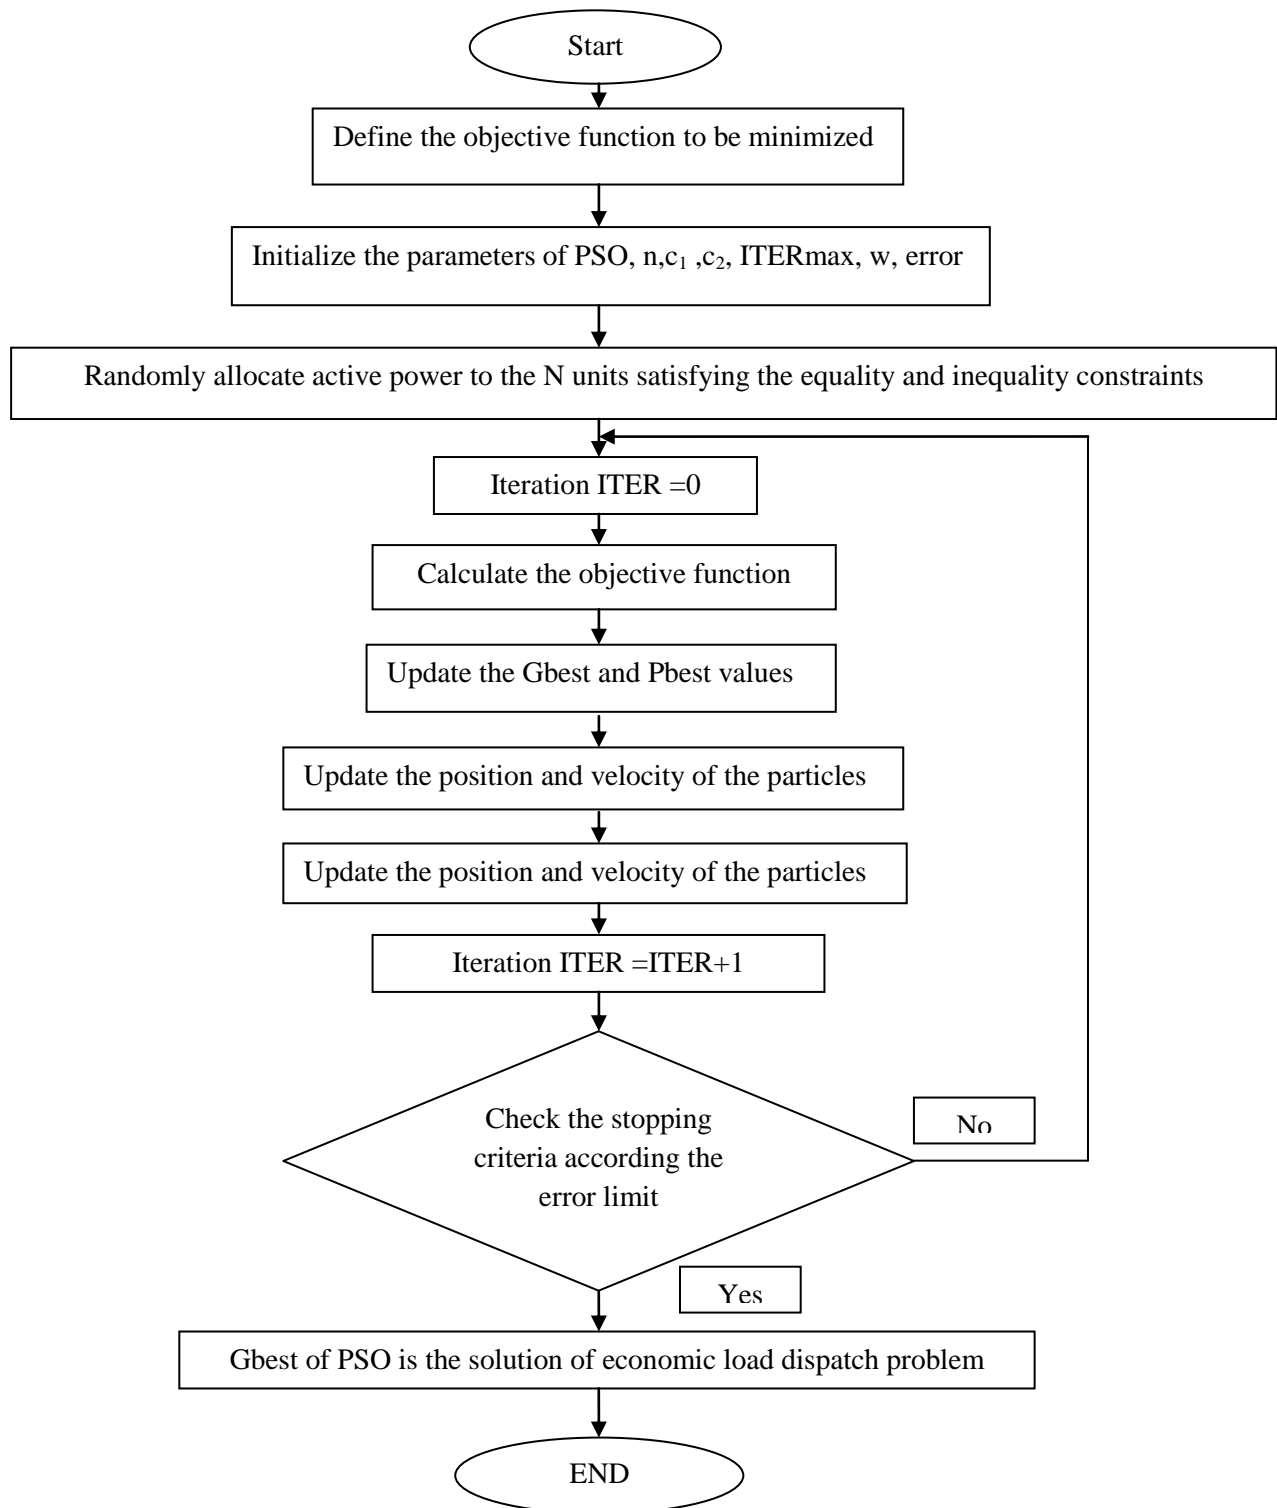 Start
Define the objective function to be minimized
Initialize the parameters of PSO, n,c₁ ,c₂, ITERmax, w, error
Randomly allocate active power to the N units satisfying the equality and inequality constraints
Iteration ITER =0
Calculate the objective function
Update the Gbest and Pbest values
Update the position and velocity of the particles
Update the position and velocity of the particles
Iteration ITER =ITER+1
Check the stopping
criteria according the
error limit
No
Yes
Gbest of PSO is the solution of economic load dispatch problem
END